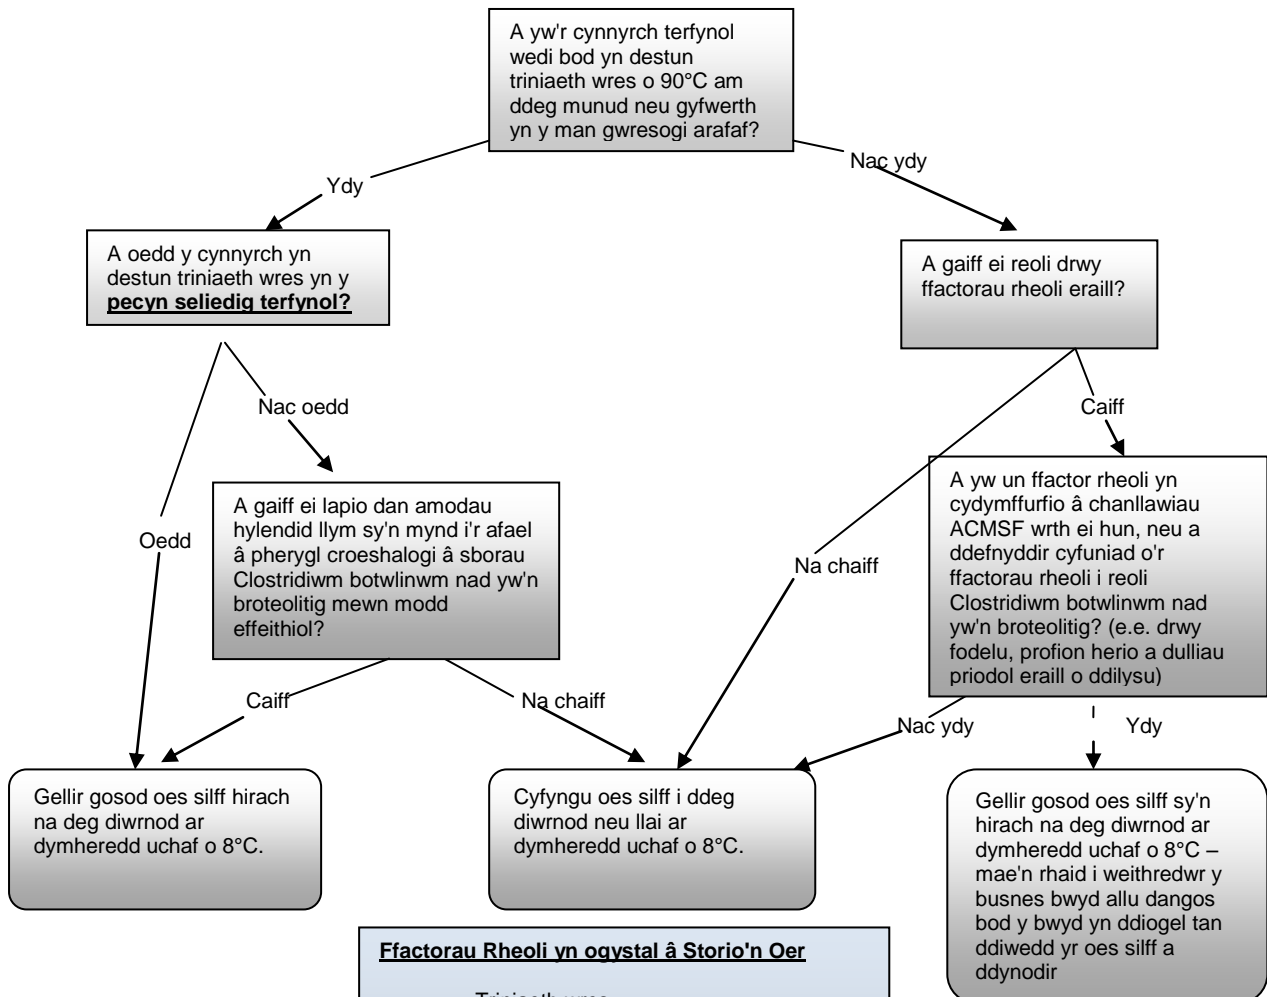 A yw'r cynnyrch terfynol
wedi bod yn destun
triniaeth wres o 90°C am
ddeg munud neu gyfwerth
yn y man gwresogi arafaf?
Ydy
Nac ydy
A oedd y cynnyrch yn
destun triniaeth wres yn y
pecyn seliedig terfynol?
A gaiff ei reoli drwy
ffactorau rheoli eraill?
Nac oedd
Oedd
Caiff
Na chaiff
A gaiff ei lapio dan amodau
hylendid llym sy'n mynd i'r afael
â pherygl croeshalogi â sborau
Clostridiwm botwlinwm nad yw'n
broteolitig mewn modd
effeithiol?
A yw un ffactor rheoli yn
cydymffurfio â chanllawiau
ACMSF wrth ei hun, neu a
ddefnyddir cyfuniad o'r
ffactorau rheoli i reoli
Clostridiwm botwlinwm nad
yw'n broteolitig? (e.e. drwy
fodelu, profion herio a dulliau
priodol eraill o ddilysu)
Caiff
Na chaiff
Nac ydy
Ydy
Gellir gosod oes silff hirach
na deg diwrnod ar
dymheredd uchaf o 8°C.
Cyfyngu oes silff i ddeg
diwrnod neu llai ar
dymheredd uchaf o 8°C.
Gellir gosod oes silff sy'n
hirach na deg diwrnod ar
dymheredd uchaf o 8°C –
mae'n rhaid i weithredwr y
busnes bwyd allu dangos
bod y bwyd yn ddiogel tan
ddiwedd yr oes silff a
ddynodir
Ffactorau Rheoli yn ogystal â Storio'n Oer
Triniaeth wres